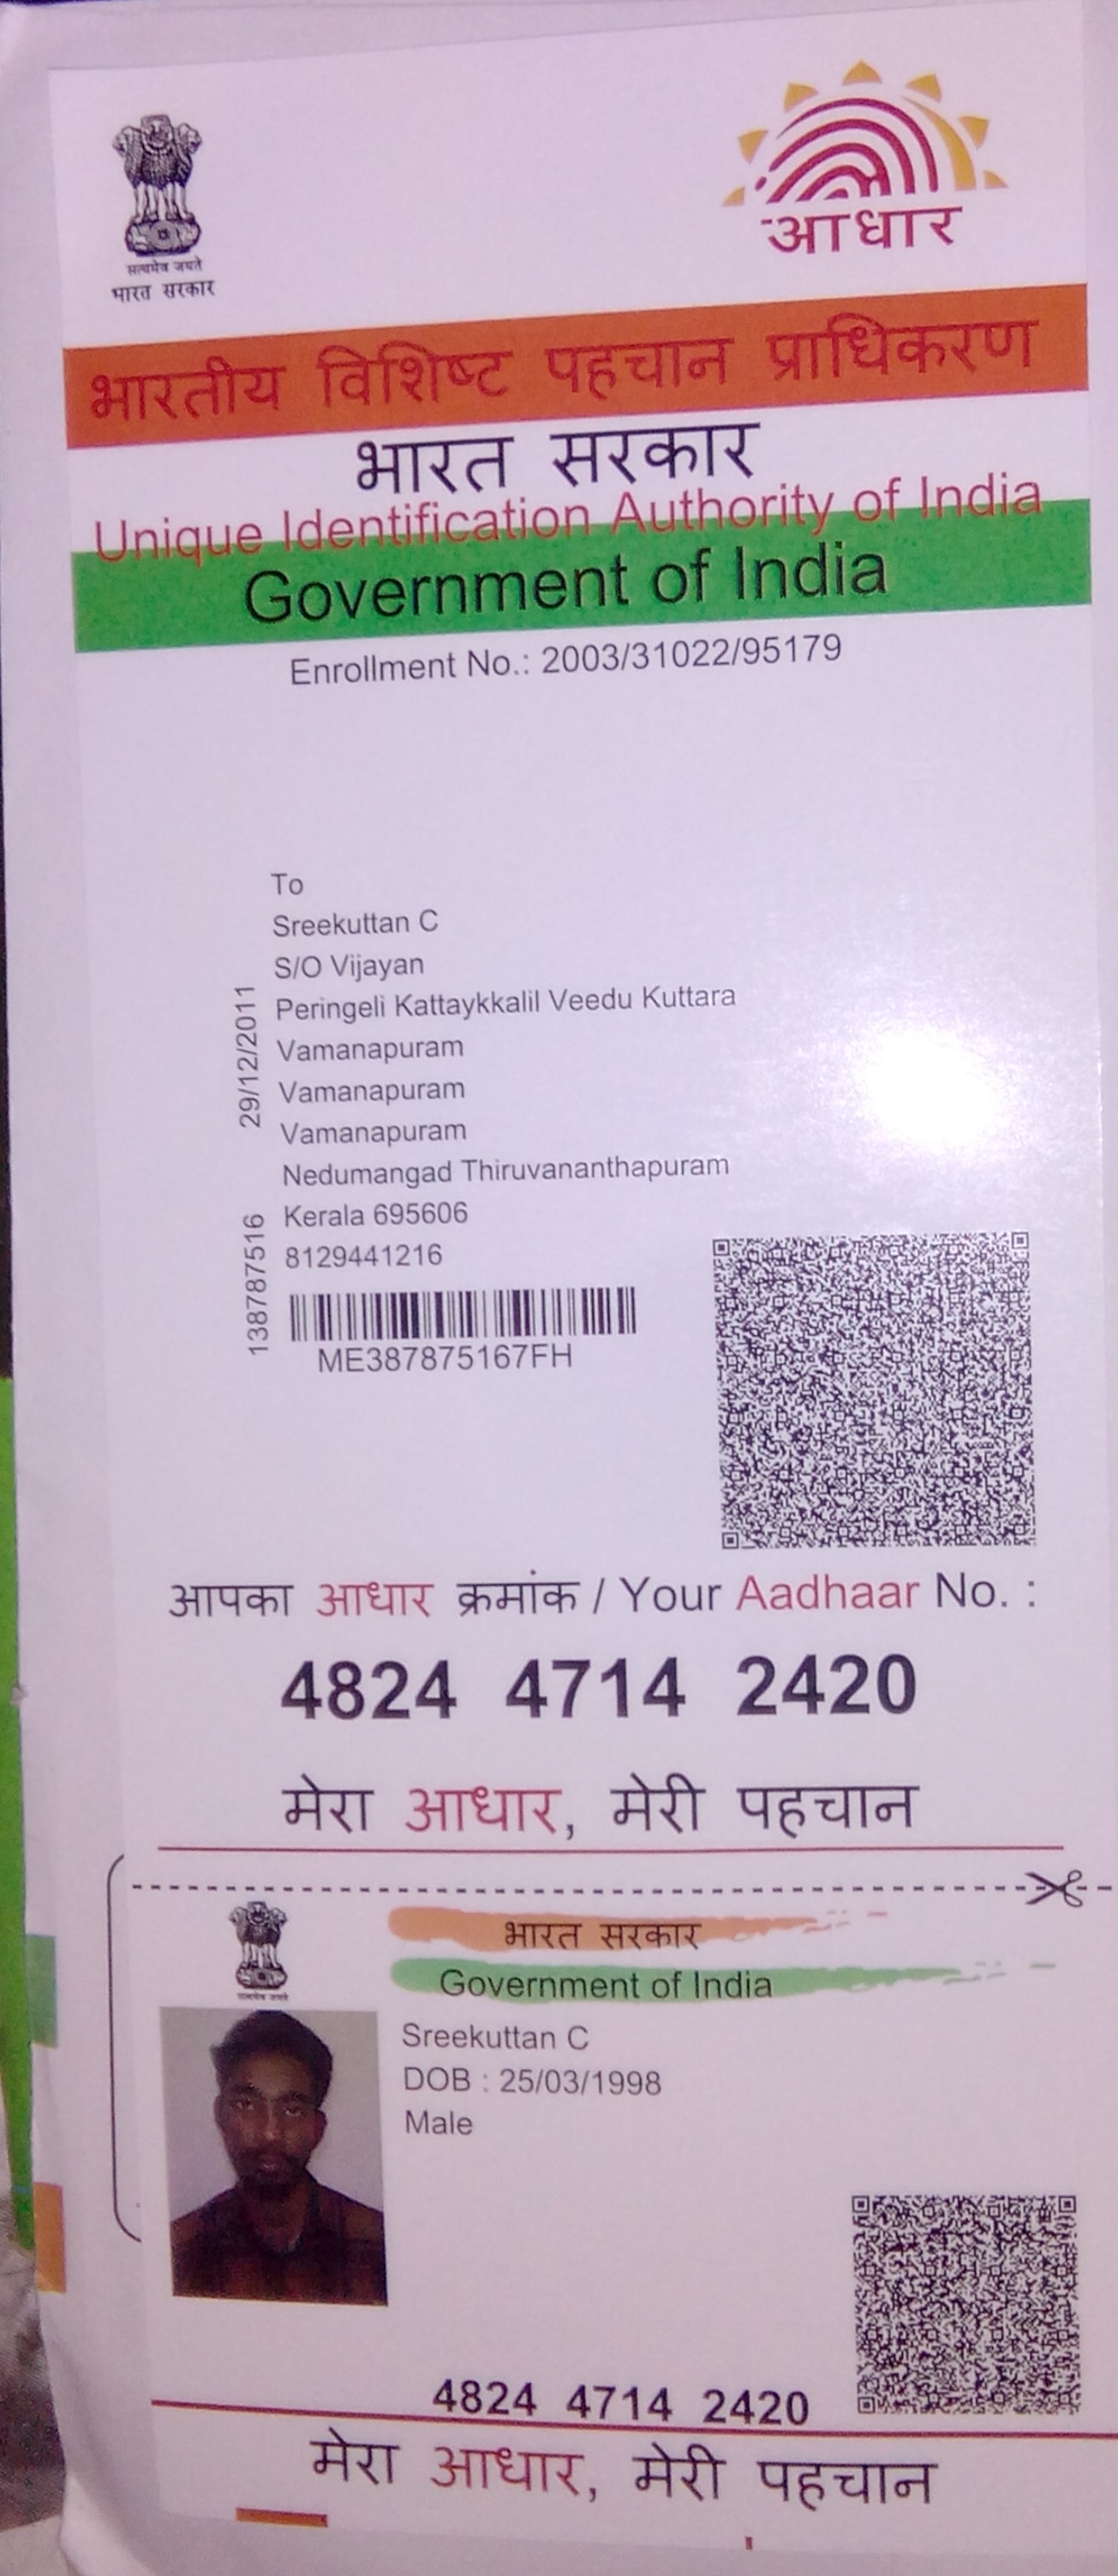 सत्यमेव जयते
भारत सरकार
आधार
भारतीय विशिष्ट पहचान प्राधिकरण
भारत सरकार
Unique Identification Authority of India
Government of India
Enrollment No.: 2003/31022/95179
To
Sreekuttan C
S/O Vijayan
Peringeli Kattaykkalil Veedu Kuttara
Vamanapuram
Vamanapuram
Vamanapuram
Nedumangad Thiruvananthapuram
Kerala 695606
8129441216
29/12/2011
138787516
ME387875167FH
आपका आधार क्रमांक / Your Aadhaar No. :
4824 4714 2420
मेरा आधार, मेरी पहचान
भारत सरकार
Government of India
सत्यमेव जयते
Sreekuttan C
DOB : 25/03/1998
Male
4824 4714 2420
मेरा आधार, मेरी पहचान